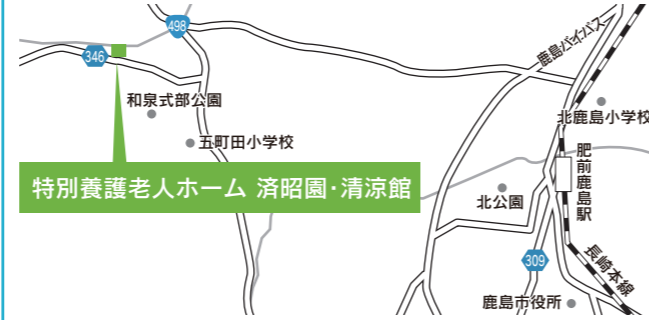 498
鹿島バイパス
346
和泉式部公園
北鹿島小学校
五町田小学校
肥前鹿島駅
特別養護老人ホーム 済昭園・清涼館
北公園
長崎本線
309
鹿島市役所